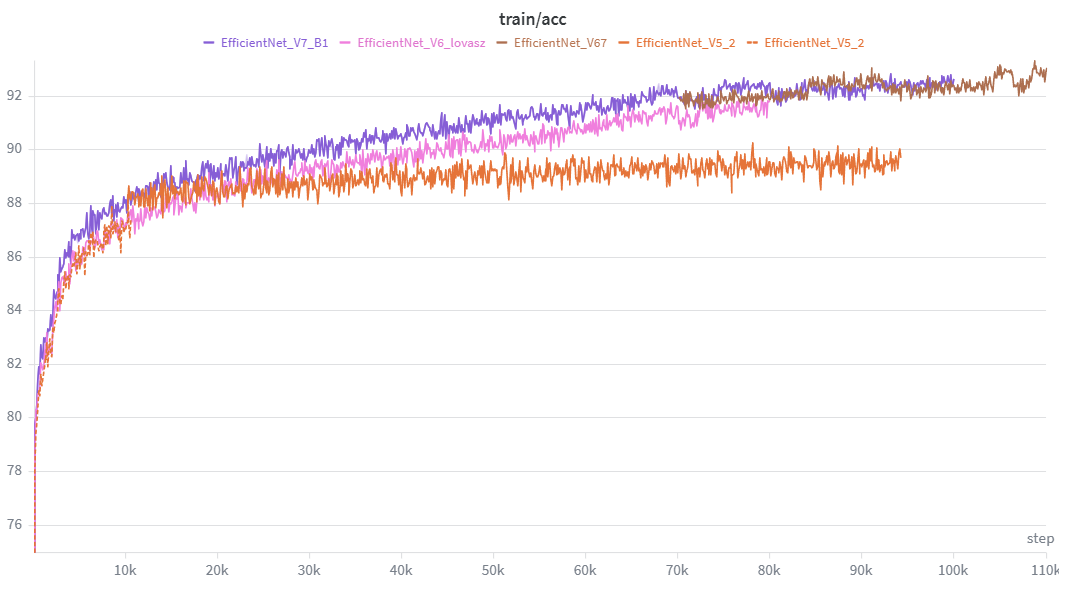 train/acc
EfficientNet_V7_B1 EfficientNet_V6_lovasz EfficientNet_V67 EfficientNet_V5_2 EfficientNet_V5_2
92
90
88
86
84
82
80
78
76
step
10k 20k 30k 40k 50k 60k 70k 80k 90k 100k 110k